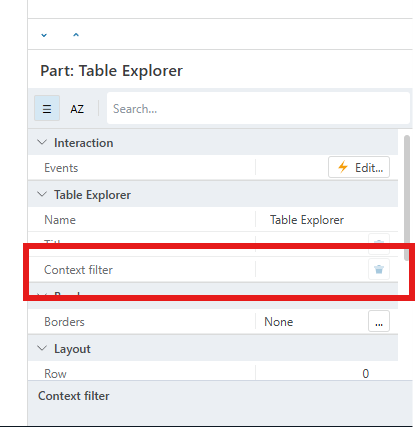 Part: Table Explorer
AZ
Search...
Interaction
Events Edit...
Table Explorer
Name Table Explorer
Context filter
Borders None ...
Layout
Row 0
Context filter